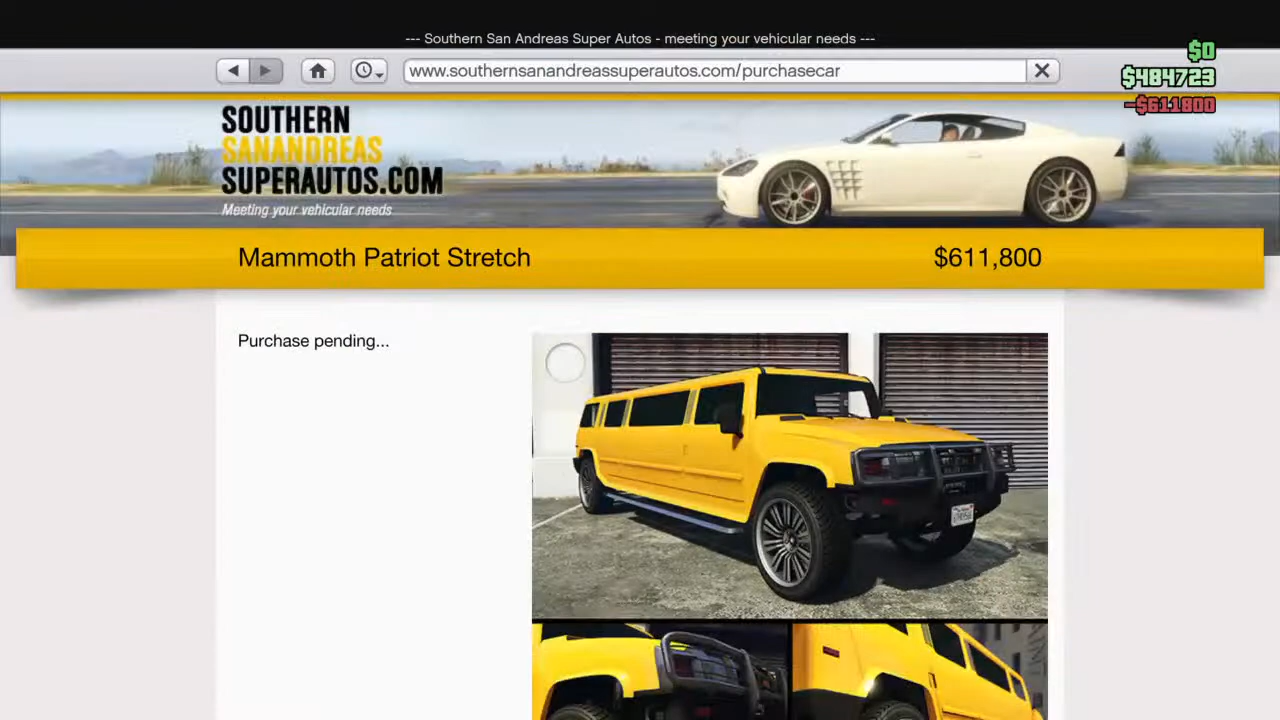 --- Southern San Andreas Super Autos - meeting your vehicular needs ---
www.southernsanandreassuperautos.com/purchasecar
$0
$484723
-$611800
SOUTHERN
SANANDREAS
SUPERAUTOS.COM
Meeting your vehicular needs
Mammoth Patriot Stretch
$611,800
Purchase pending...